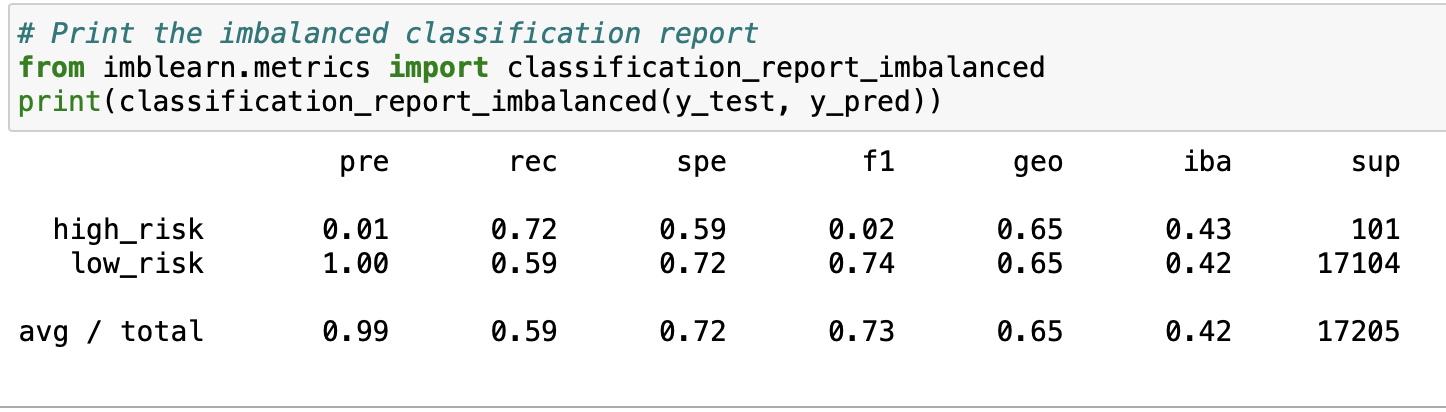 # Print the imbalanced classification report
from imblearn.metrics import classification_report_imbalanced
print(classification_report_imbalanced(y_test, y_pred))
pre rec spe f1 geo iba sup
high_risk 0.01 0.72 0.59 0.02 0.65 0.43 101
low_risk 1.00 0.59 0.72 0.74 0.65 0.42 17104
avg / total 0.99 0.59 0.72 0.73 0.65 0.42 17205